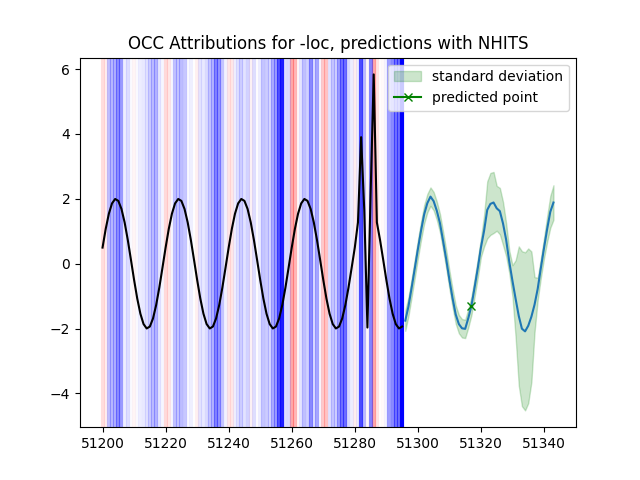 OCC Attributions for -loc, predictions with NHITS
standard deviation
predicted point
6
4
2
0
−2
−4
51200 51220 51240 51260 51280 51300 51320 51340